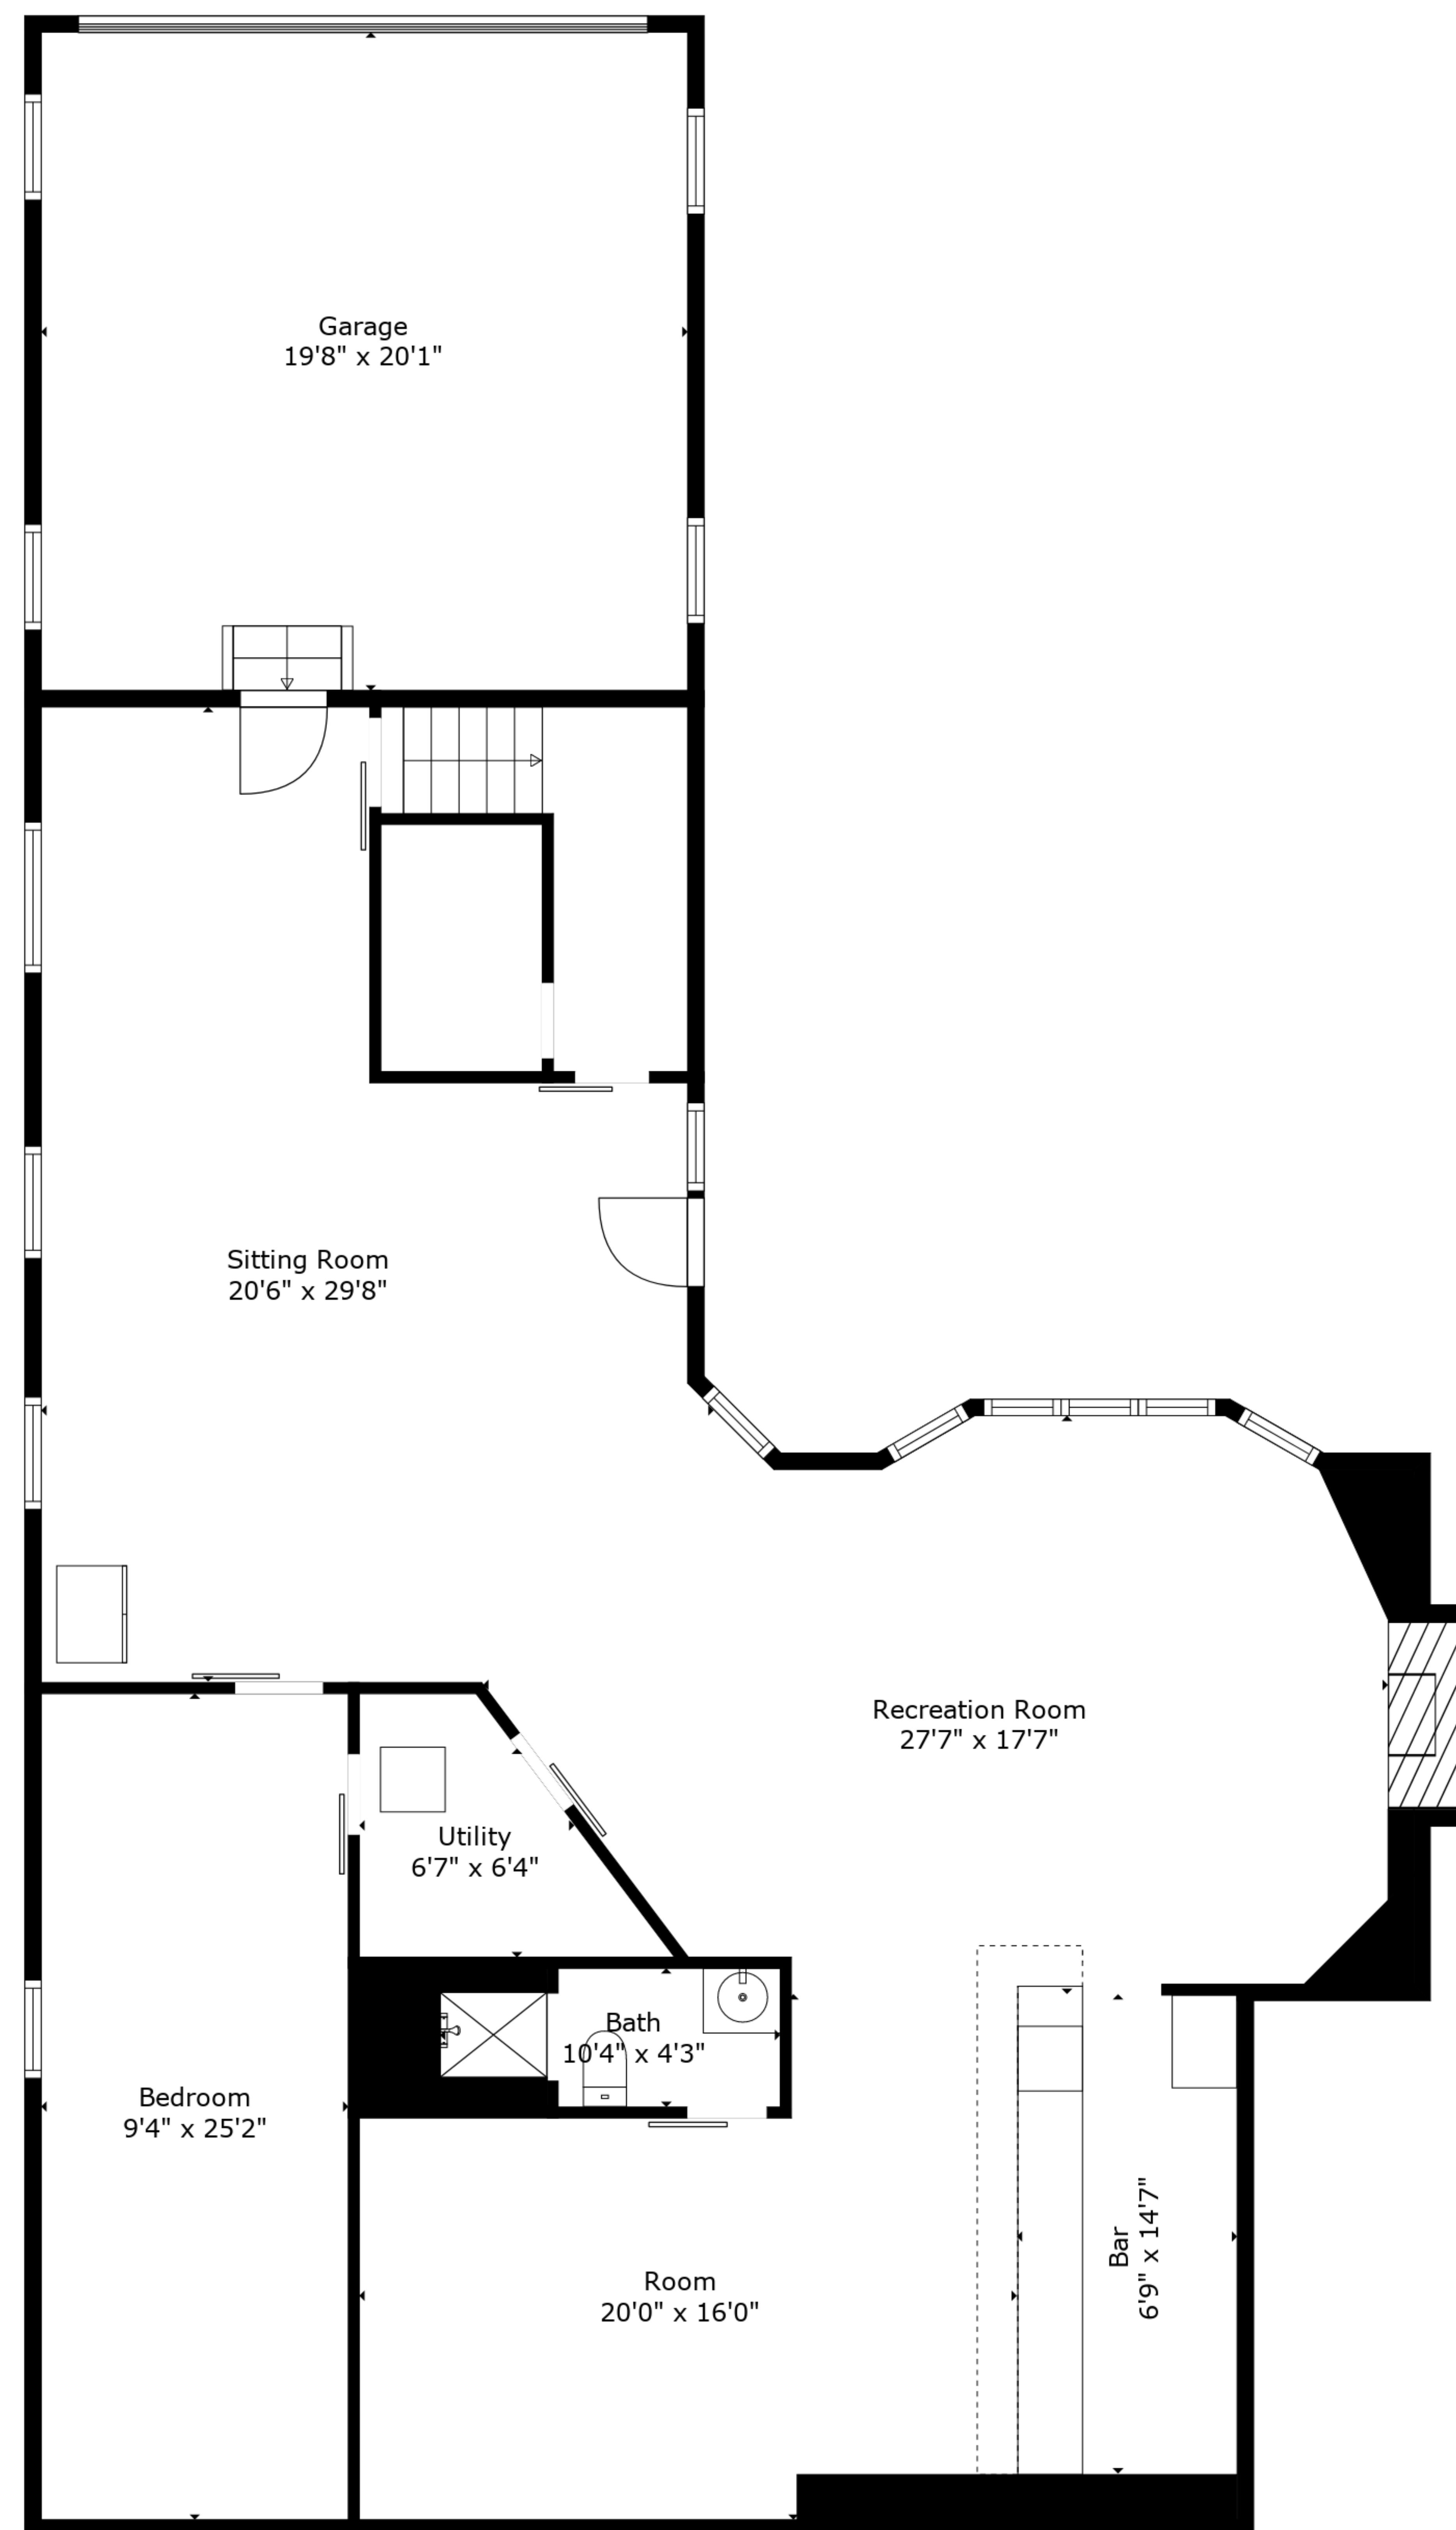 Garage
19'8" x 20'1"
Sitting Room
20'6" x 29'8"
Recreation Room
27'7" x 17'7"
Utility
6'7" x 6'4"
Bath
10'4" x 4'3"
Bedroom
9'4" x 25'2"
Bar
6'9" x 14'7"
Room
20'0" x 16'0"